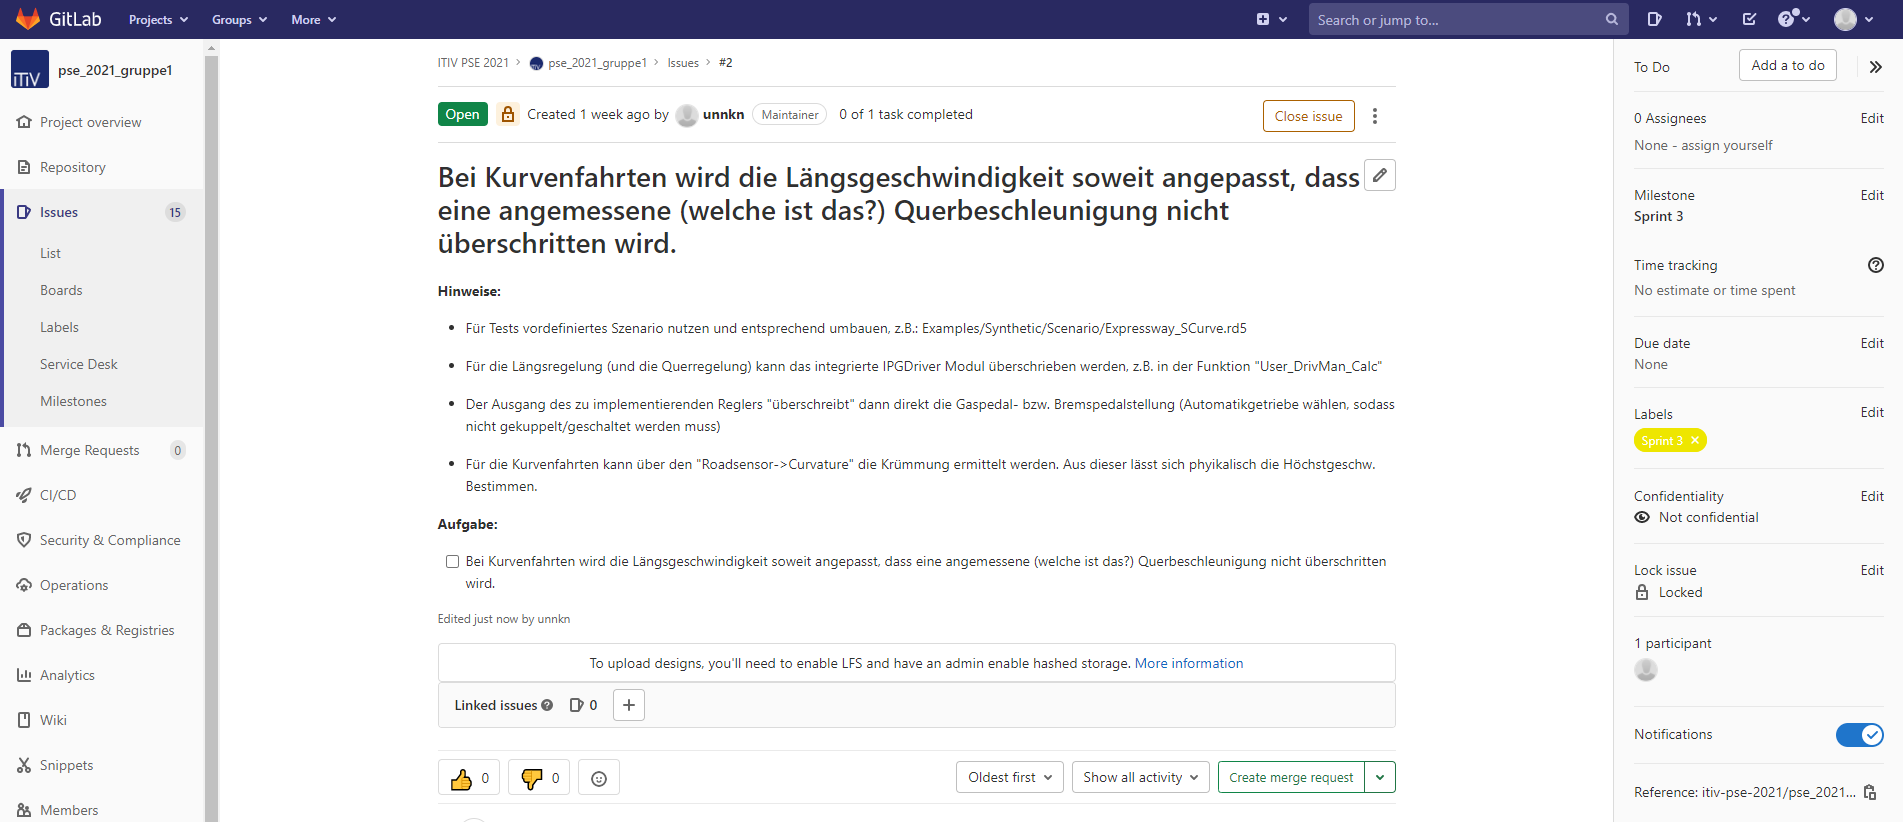 GitLab
Projects
Groups
More
Search or jump to...
ITIV
pse_2021_gruppe1
Project overview
Repository
Issues 15
List
Boards
Labels
Service Desk
Milestones
Merge Requests 0
CI/CD
Security & Compliance
Operations
Packages & Registries
Analytics
Wiki
Snippets
Members
ITIV PSE 2021 > pse_2021_gruppe1 > Issues > #2
Open Created 1 week ago by unnkn Maintainer 0 of 1 task completed
Close issue
Bei Kurvenfahrten wird die Längsgeschwindigkeit soweit angepasst, dass
eine angemessene (welche ist das?) Querbeschleunigung nicht
überschritten wird.
Hinweise:
• Für Tests vordefiniertes Szenario nutzen und entsprechend umbauen, z.B.: Examples/Synthetic/Scenario/Expressway_SCurve.rd5
• Für die Längsregelung (und die Querregelung) kann das integrierte IPGDriver Modul überschrieben werden, z.B. in der Funktion "User_DrivMan_Calc"
• Der Ausgang des zu implementierenden Reglers "überschreibt" dann direkt die Gaspedal- bzw. Bremspedalstellung (Automatikgetriebe wählen, sodass
nicht gekuppelt/geschaltet werden muss)
• Für die Kurvenfahrten kann über den "Roadsensor->Curvature" die Krümmung ermittelt werden. Aus dieser lässt sich phyikalisch die Höchstgeschw.
Bestimmen.
Aufgabe:
Bei Kurvenfahrten wird die Längsgeschwindigkeit soweit angepasst, dass eine angemessene (welche ist das?) Querbeschleunigung nicht überschritten
wird.
Edited just now by unnkn
To upload designs, you'll need to enable LFS and have an admin enable hashed storage. More information
Linked issues 0 +
0
0
Oldest first
Show all activity
Create merge request
To Do
Add a to do
0 Assignees Edit
None - assign yourself
Milestone Edit
Sprint 3
Time tracking
No estimate or time spent
Due date Edit
None
Labels Edit
Sprint 3 ×
Confidentiality Edit
Not confidential
Lock issue Edit
Locked
1 participant
Notifications
Reference: itiv-pse-2021/pse_2021...